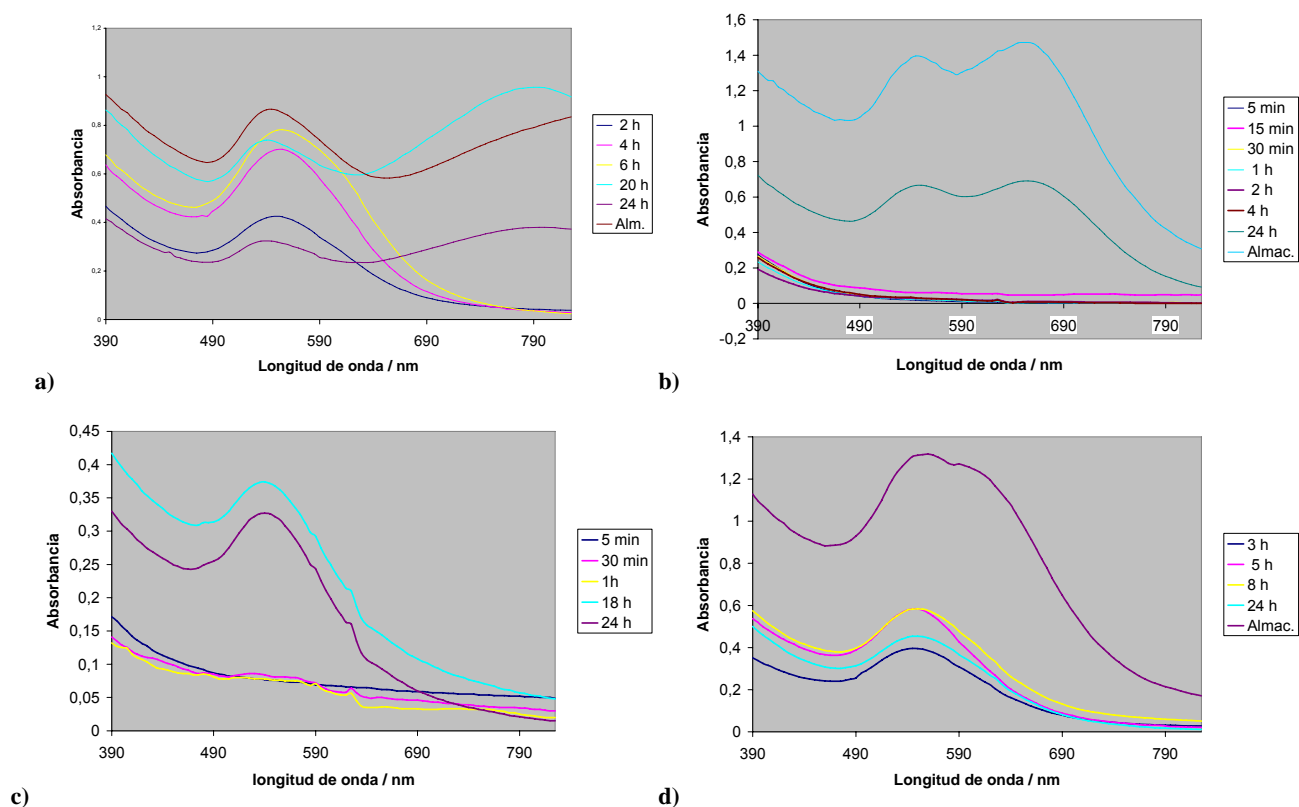 1,2
1
0,8
0,6
0,4
0,2
0
Absorbancia
390 490 590 690 790
Longitud de onda / nm
2 h
4 h
6 h
20 h
24 h
Alm.
a)
1,6
1,4
1,2
1
0,8
0,6
0,4
0,2
0
-0,2
Absorbancia
390 490 590 690 790
Longitud de onda / nm
5 min
15 min
30 min
1 h
2 h
4 h
24 h
Almac.
b)
0,45
0,4
0,35
0,3
0,25
0,2
0,15
0,1
0,05
0
Absorbancia
390 490 590 690 790
longitud de onda / nm
5 min
30 min
1h
18 h
24 h
c)
1,4
1,2
1
0,8
0,6
0,4
0,2
0
Absorbancia
390 490 590 690 790
Longitud de onda / nm
3 h
5 h
8 h
24 h
Almac.
d)